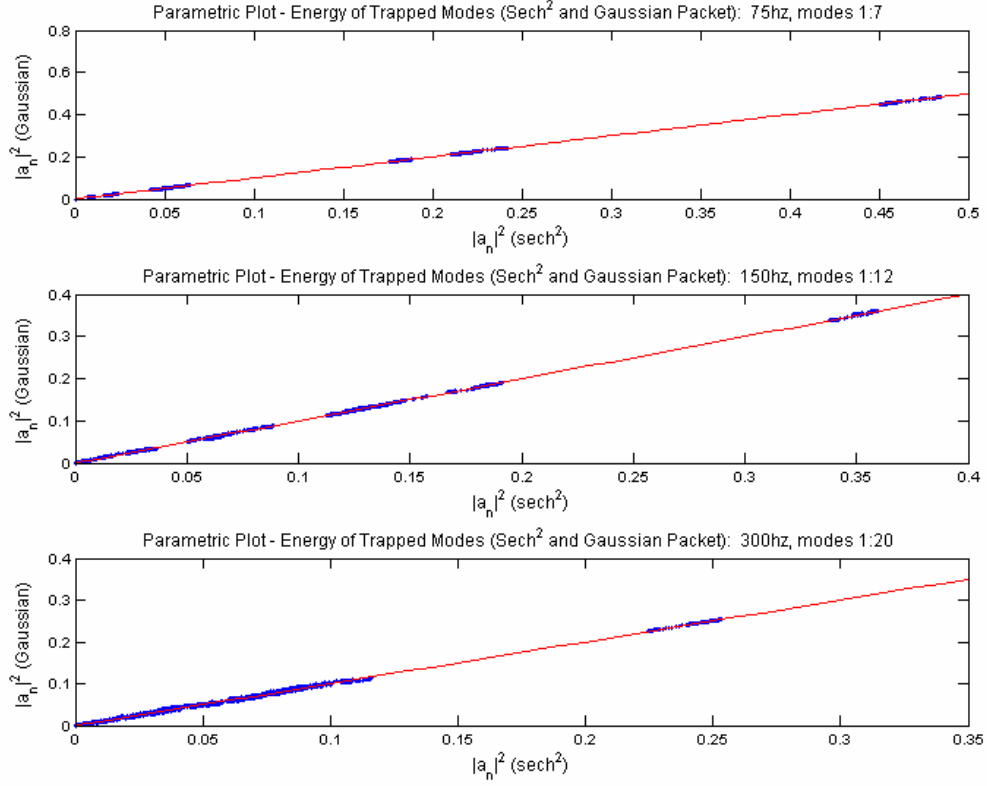 Parametric Plot - Energy of Trapped Modes (Sech² and Gaussian Packet): 75hz, modes 1:7
0.8
0.6
0.4
0.2
0
|aₙ|² (Gaussian)
0 0.05 0.1 0.15 0.2 0.25 0.3 0.35 0.4 0.45 0.5
|aₙ|² (sech²)
Parametric Plot - Energy of Trapped Modes (Sech² and Gaussian Packet): 150hz, modes 1:12
0.4
0.3
0.2
0.1
0
|aₙ|² (Gaussian)
0 0.05 0.1 0.15 0.2 0.25 0.3 0.35 0.4
|aₙ|² (sech²)
Parametric Plot - Energy of Trapped Modes (Sech² and Gaussian Packet): 300hz, modes 1:20
0.4
0.3
0.2
0.1
0
|aₙ|² (Gaussian)
0 0.05 0.1 0.15 0.2 0.25 0.3 0.35
|aₙ|² (sech²)